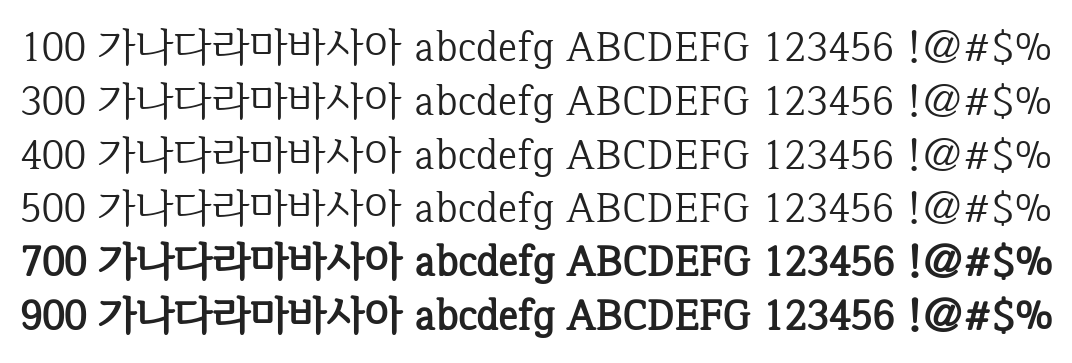 100 가나다라마바사아 abcdefg ABCDEFG 123456 !@#$%
300 가나다라마바사아 abcdefg ABCDEFG 123456 !@#$%
400 가나다라마바사아 abcdefg ABCDEFG 123456 !@#$%
500 가나다라마바사아 abcdefg ABCDEFG 123456 !@#$%
700 가나다라마바사아 abcdefg ABCDEFG 123456 !@#$%
900 가나다라마바사아 abcdefg ABCDEFG 123456 !@#$%